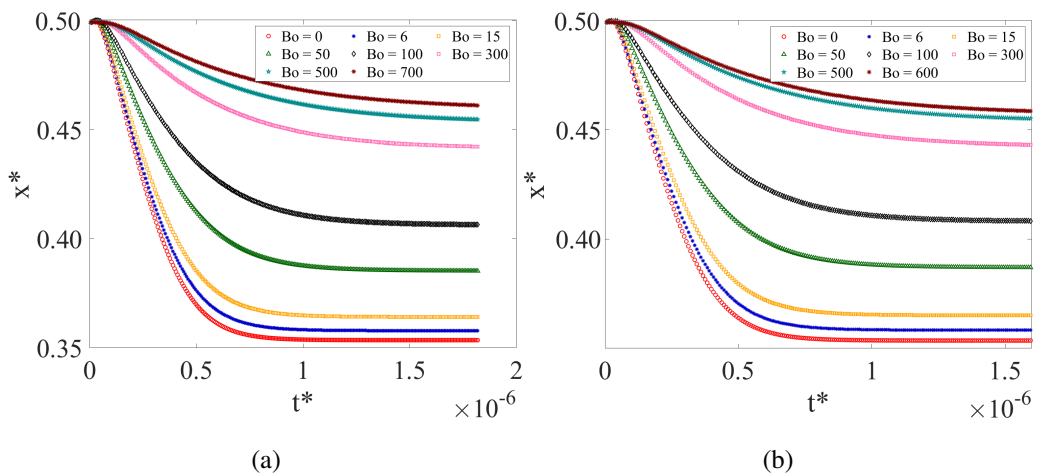 0.50
0.45
0.40
0.35
x*
Bo = 0 Bo = 6 Bo = 15
Bo = 50 Bo = 100 Bo = 300
Bo = 500 Bo = 700
0 0.5 1 1.5 2
t* ×10⁻⁶
(a)
0.50
0.45
0.40
0.35
x*
Bo = 0 Bo = 6 Bo = 15
Bo = 50 Bo = 100 Bo = 300
Bo = 500 Bo = 600
0 0.5 1 1.5
t* ×10⁻⁶
(b)